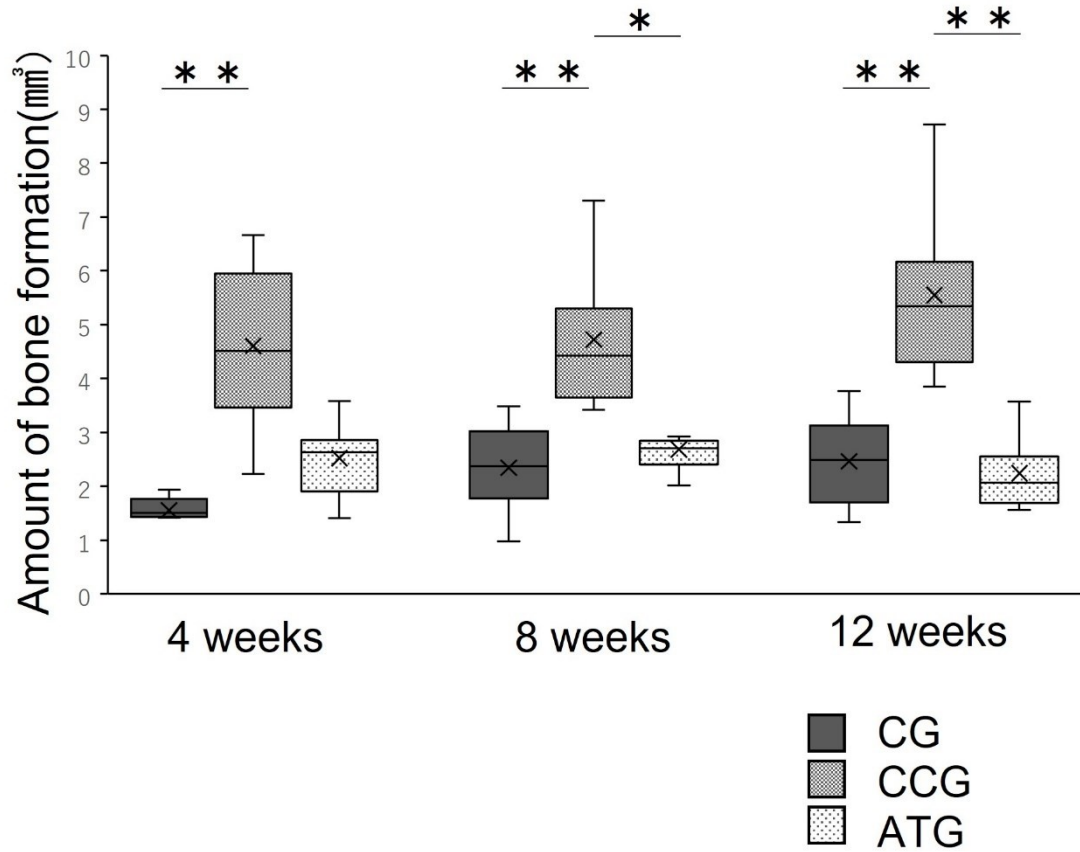 Amount of bone formation(㎣)
10
9
8
7
6
5
4
3
2
1
0
* *
* *
*
* *
* *
4 weeks
8 weeks
12 weeks
CG
CCG
ATG